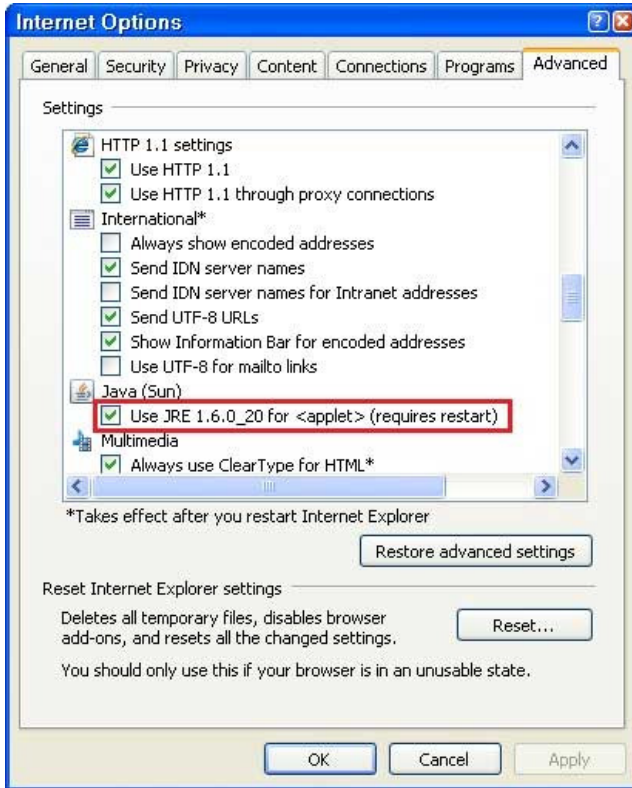 Internet Options
General Security Privacy Content Connections Programs Advanced
Settings
HTTP 1.1 settings
Use HTTP 1.1
Use HTTP 1.1 through proxy connections
International*
Always show encoded addresses
Send IDN server names
Send IDN server names for Intranet addresses
Send UTF-8 URLs
Show Information Bar for encoded addresses
Use UTF-8 for mailto links
Java (Sun)
Use JRE 1.6.0_20 for <applet> (requires restart)
Multimedia
Always use ClearType for HTML*
*Takes effect after you restart Internet Explorer
Restore advanced settings
Reset Internet Explorer settings
Deletes all temporary files, disables browser
add-ons, and resets all the changed settings.
Reset...
You should only use this if your browser is in an unusable state.
OK Cancel Apply